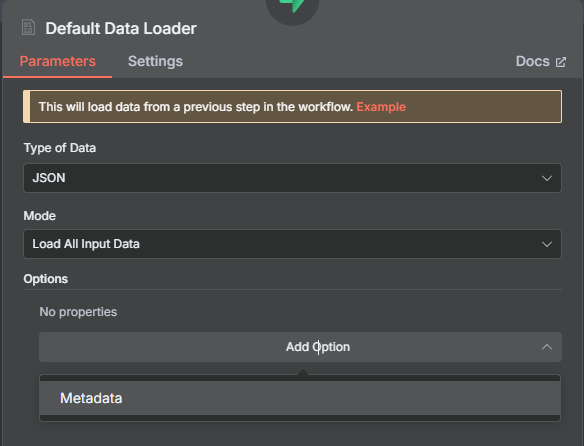 Default Data Loader
Parameters Settings Docs
This will load data from a previous step in the workflow. Example
Type of Data
JSON
Mode
Load All Input Data
Options
No properties
Add Option
Metadata